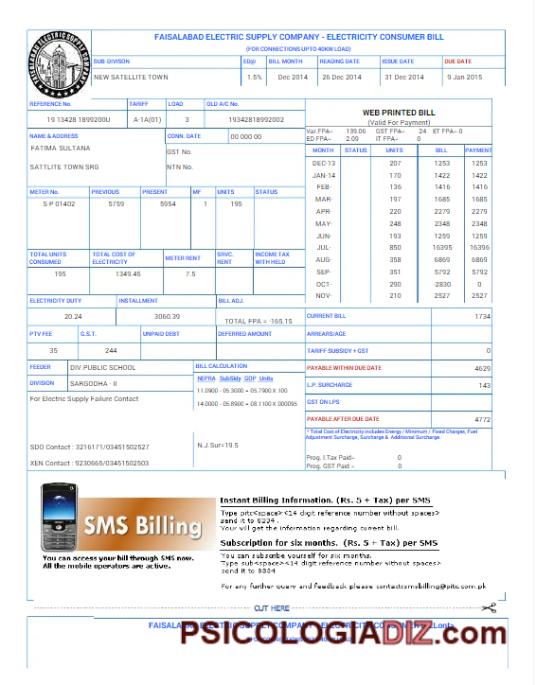 FAISALABAD ELECTRIC SUPPLY COMPANY - ELECTRICITY CONSUMER BILL
(FOR CONNECTIONS UPTO 40KW LOAD)
SUB-DIVISON ED@ BILL MONTH READING DATE ISSUE DATE DUE DATE
NEW SATELLITE TOWN 1.5% Dec 2014 26 Dec 2014 31 Dec 2014 9 Jan 2015
REFERENCE No. TARIFF LOAD OLD A/C No.
19 13428 1899200U A-1A(01) 3 19342818992002
WEB PRINTED BILL
(Valid For Payment)
Var.FPA= 139.06 GST FPA= 24 ET FPA= 0
ED FPA= 2.09 IT FPA= 0
NAME & ADDRESS CONN. DATE 00 000 00
FATIMA SULTANA
GST No.
SATTLITE TOWN SRG NTN No.
MONTH STATUS UNITS BILL PAYMENT
DEC-13 207 1253 1253
JAN-14 170 1422 1422
FEB- 136 1416 1416
MAR- 197 1685 1685
APR- 220 2279 2279
MAY- 248 2348 2348
JUN- 193 1259 1259
JUL- 850 16395 16396
AUG- 358 6869 6869
SEP- 351 5792 5792
OCT- 290 -2830 0
NOV- 210 2527 2527
METER No. PREVIOUS PRESENT MF UNITS STATUS
S-P 01402 5759 5954 1 195
TOTAL UNITS CONSUMED TOTAL COST OF ELECTRICITY METER RENT SRVC. RENT INCOME TAX WITH HELD
195 1349.45 7.5
ELECTRICITY DUTY INSTALLMENT BILL ADJ.
20.24 3060.39 TOTAL FPA = -165.15
CURRENT BILL 1734
PTV FEE G.S.T. UNPAID DEBT DEFERRED AMOUNT
35 244
ARREARS/AGE
TARIFF SUBSIDY + GST 0
FEEDER DIV.PUBLIC SCHOOL
DIVISION SARGODHA - II
BILL CALCULATION
NEPRA SubSidy GOP Units
11.0900 - 05.3000 = 05.7900 X 100
14.0000 - 05.8900 = 08.1100 X 000095
PAYABLE WITHIN DUE DATE 4629
L.P. SURCHARGE 143
GST ON LPS
PAYABLE AFTER DUE DATE 4772
For Electric Supply Failure Contact
* Total Cost of Electricity includes Energy / Minimum / Fixed Charges, Fuel
Adjustment Surcharge, Surcharge & Additional Surcharge.
SDO Contact : 3216171/03451502527
N.J.Sur=19.5
XEN Contact : 9230665/03451502503
Prog. I.Tax Paid= 0
Prog. GST Paid = 0
SMS Billing
You can access your bill through SMS now.
All the mobile operators are active.
Instant Billing Information. (Rs. 5 + Tax) per SMS
Type pitc<space><14 digit reference number without spaces>
send it to 8334.
Your will get the information regarding current bill.
Subscription for six months. (Rs. 5 + Tax) per SMS
You can subscribe yourself for six months.
Type sub<space><14 digit reference number without spaces>
send it to 8334
For any further query and feedback please contact:smsbilling@pitc.com.pk
CUT HERE
PSICOLOGIADIZ.com